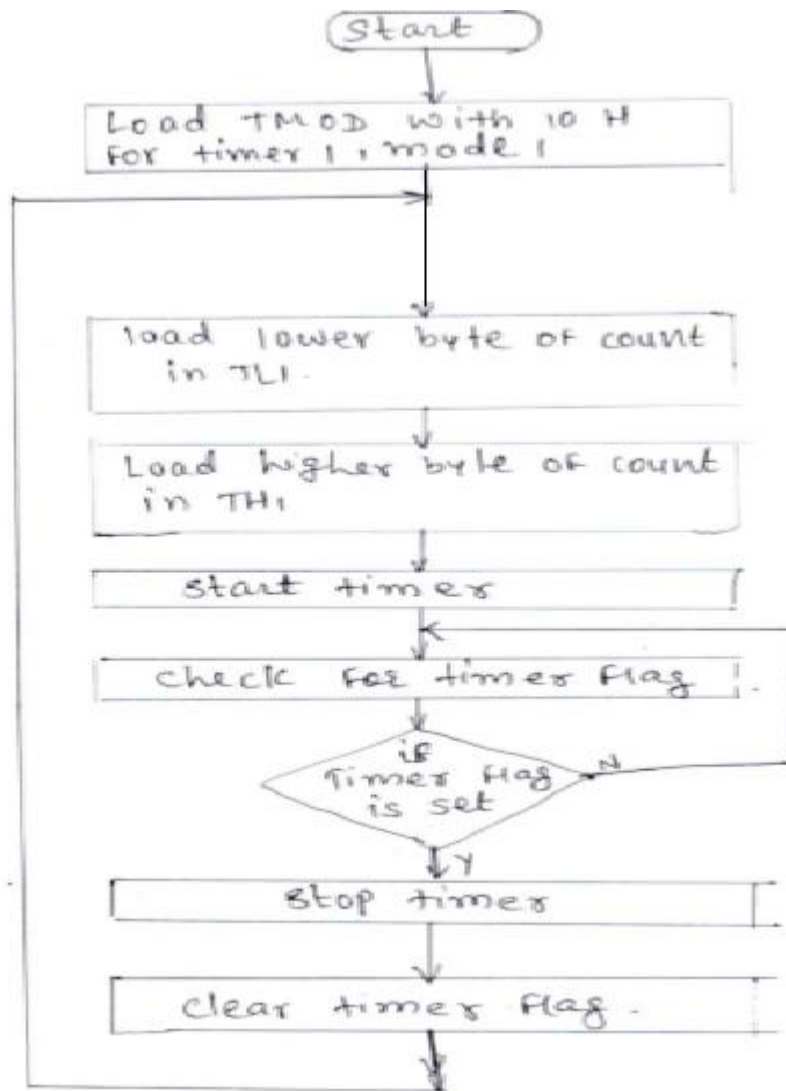 Start
Load TMOD with 10 H
For timer 1, mode 1
load lower byte of count
in TL1.
Load higher byte of count
in TH1
Start timer
check For timer Flag
if
Timer Flag
is set
N
Y
Stop timer
clear timer Flag.